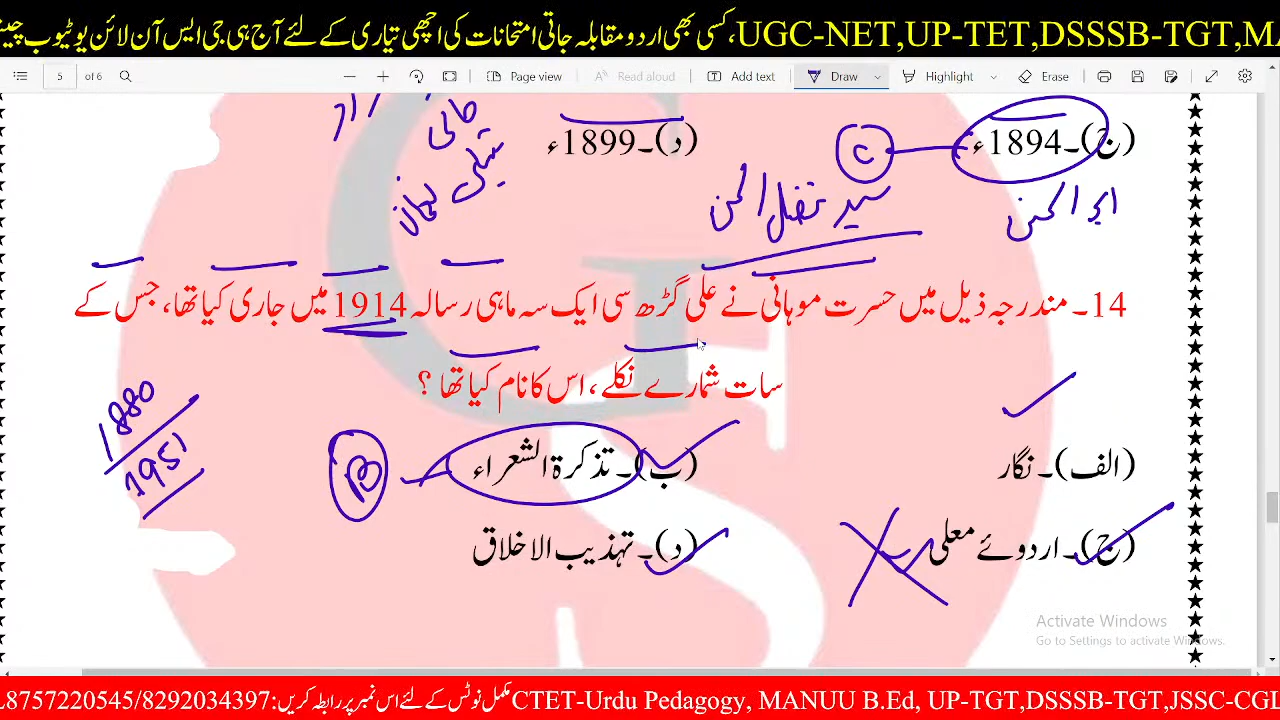 UGC-NET,UP-TET,DSSSB-TGT,MA، کسی بھی اردو مقابلہ جاتی امتحانات کی اچھی تیاری کے لئے آج ہی جی ایس آن لائن یوٹیوب
5 of 6 Page view Read aloud Add text Draw Highlight Erase
حالی
شبلی نعمانی
(ج)۔1894ء (د)۔1899ء
C
سید فضل الحسن
ابوالحسن
14۔ مندرجہ ذیل میں حسرت موہانی نے علی گڑھ سی ایک سہ ماہی رسالہ 1914 میں جاری کیا تھا، جس کے
سات شمارے نکلے، اس کا نام کیا تھا ؟
1880
1951
(الف)۔ نگار (ب)۔ تذکرۃ الشعراء
B
(ج)۔ اردوئے معلی (د)۔ تہذیب الاخلاق
Activate Windows
Go to Settings to activate Windows.
8757220545/8292034397:مکمل نوٹس کے لئے اس نمبر پر رابطہ کریں CTET-Urdu Pedagogy, MANUU B.Ed, UP-TGT,DSSSB-TGT,JSSC-CGL